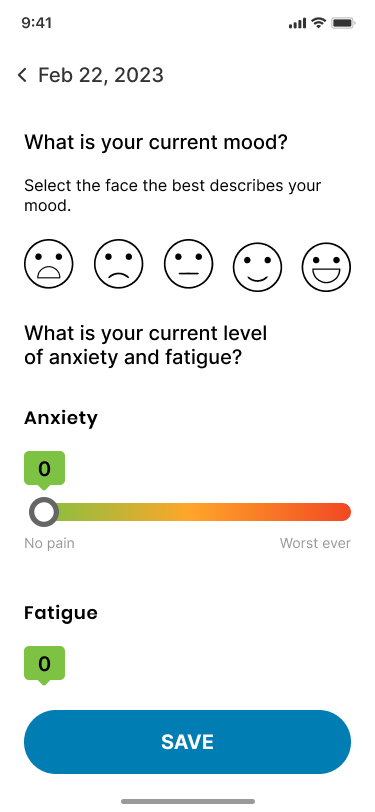 9:41
Feb 22, 2023
What is your current mood?
Select the face the best describes your
mood.
What is your current level
of anxiety and fatigue?
Anxiety
0
No pain Worst ever
Fatigue
0
SAVE